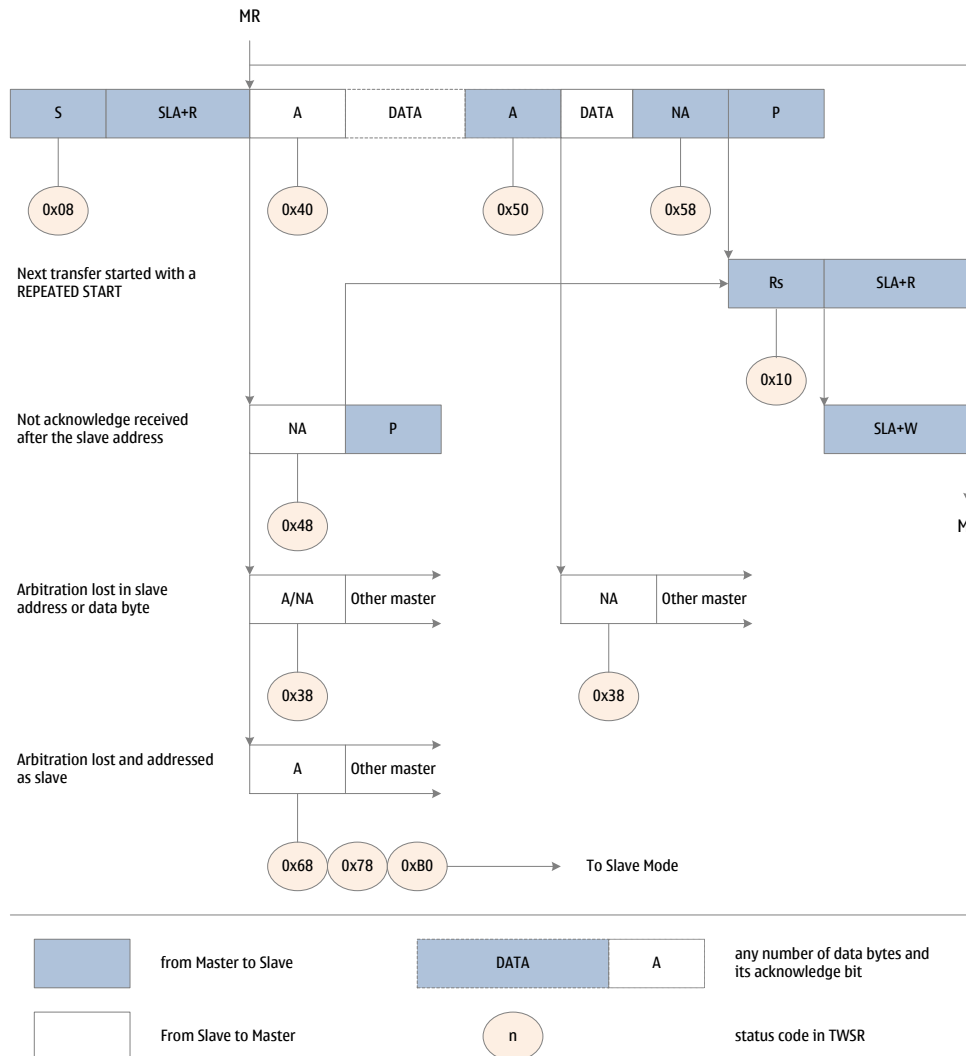 MR
S SLA+R A DATA A DATA NA P
0x08 0x40 0x50 0x58
Next transfer started with a
REPEATED START
Rs SLA+R
0x10
Not acknowledge received
after the slave address
NA P
SLA+W
0x48
M
Arbitration lost in slave
address or data byte
A/NA Other master
NA Other master
0x38 0x38
Arbitration lost and addressed
as slave
A Other master
0x68 0x78 0xB0 To Slave Mode
from Master to Slave
DATA A
any number of data bytes and
its acknowledge bit
From Slave to Master
n
status code in TWSR